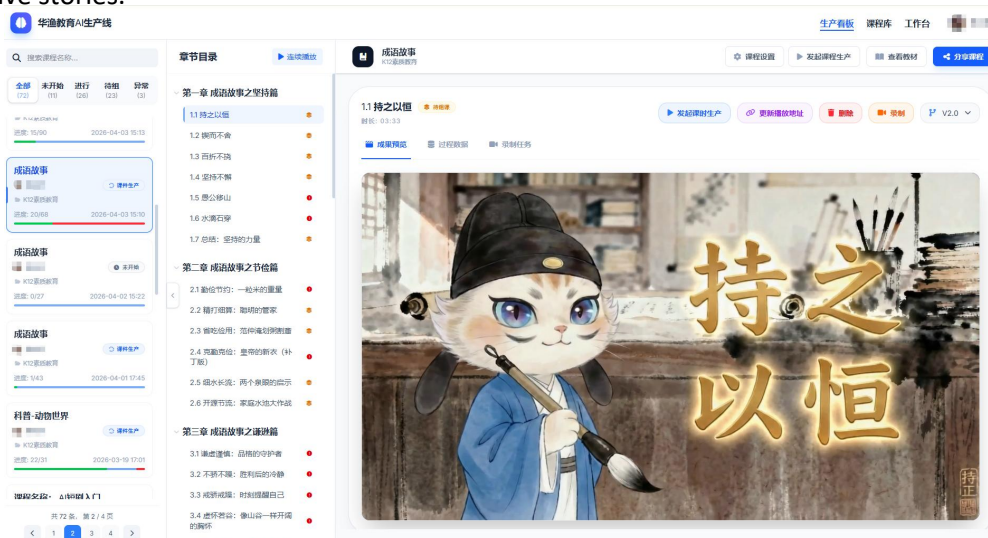 ve stories.
华渔教育AI生产线
生产看板 课程库 工作台
搜索课程名称...
全部 未开始 进行 待组 异常
(72) (11) (26) (23) (3)
进度: 15/90 2026-04-03 15:13
成语故事
课件生产
K12素质教育
进度: 20/66 2026-04-03 15:10
成语故事
未开始
K12素质教育
进度: 0/27 2026-04-02 15:22
成语故事
课件生产
K12素质教育
进度: 1/43 2026-04-01 17:45
科普-动物世界
课件生产
K12素质教育
进度: 22/31 2026-03-19 17:01
课程名称: AI短剧入门
共 72 条, 第 2 / 4 页
1 2 3 4
章节目录 连续播放
第一章 成语故事之坚持篇
1.1 持之以恒
1.2 锲而不舍
1.3 百折不挠
1.4 坚持不懈
1.5 愚公移山
1.6 水滴石穿
1.7 总结：坚持的力量
第二章 成语故事之节俭篇
2.1 勤俭节约：一粒米的重量
2.2 精打细算：聪明的管家
2.3 省吃俭用：范仲淹划粥割齑
2.4 克勤克俭：皇帝的新衣（补
丁版）
2.5 细水长流：两个泉眼的启示
2.6 开源节流：家庭水池大作战
第三章 成语故事之谦逊篇
3.1 谦虚谨慎：品格的守护者
3.2 不骄不躁：胜利后的冷静
3.3 戒骄戒躁：时刻提醒自己
3.4 虚怀若谷：像山谷一样开阔
的胸怀
成语故事
K12素质教育
课程设置 发起课程生产 查看教材 分享课程
1.1 持之以恒 待组课
时长: 03:33
发起课时生产 更新播放地址 删除 录制 V2.0
成果预览 过程数据 录制任务
持之
以恒